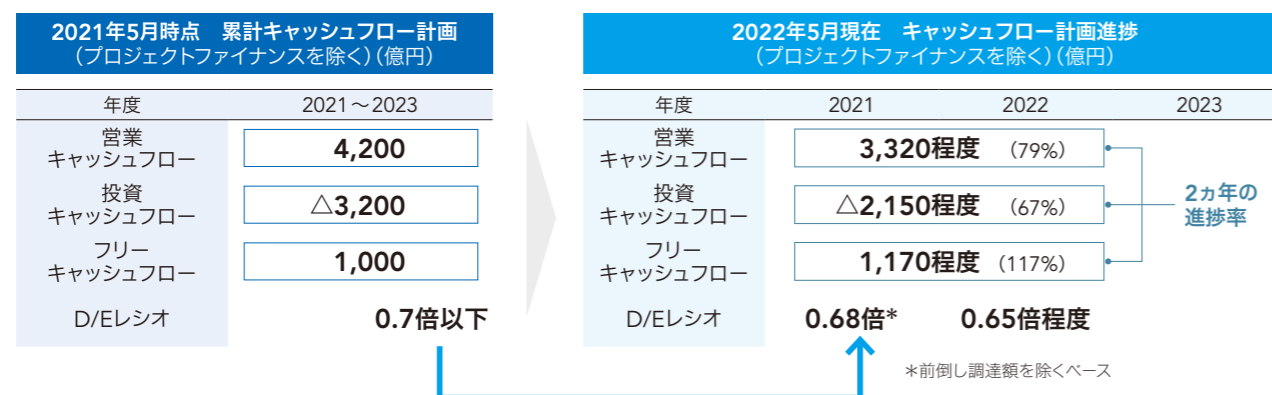 2021年5月時点　累計キャッシュフロー計画
（プロジェクトファイナンスを除く）（億円）
年度 2021～2023
営業
キャッシュフロー 4,200
投資
キャッシュフロー △3,200
フリー
キャッシュフロー 1,000
D/Eレシオ 0.7倍以下
2022年5月現在　キャッシュフロー計画進捗
（プロジェクトファイナンスを除く）（億円）
年度 2021 2022 2023
営業
キャッシュフロー 3,320程度 （79%）
投資
キャッシュフロー △2,150程度 （67%）
フリー
キャッシュフロー 1,170程度 （117%）
2ヵ年の
進捗率
D/Eレシオ 0.68倍* 0.65倍程度
＊前倒し調達額を除くベース